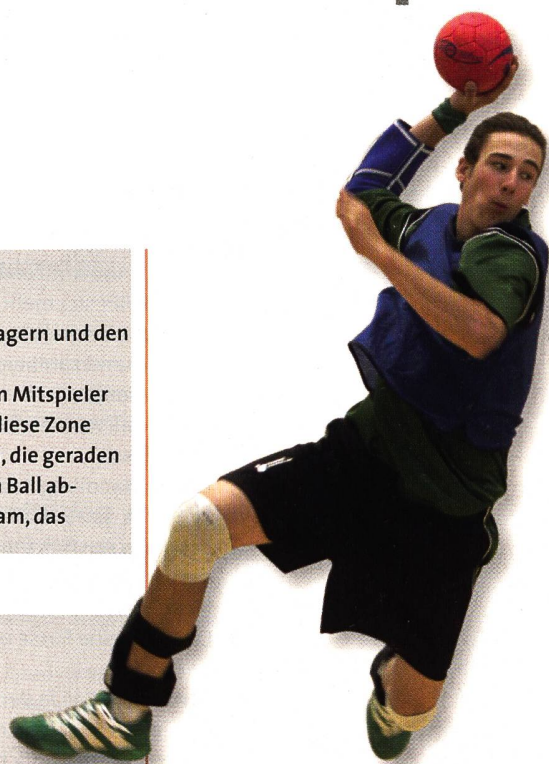 agern und den
n Mitspieler
diese Zone
, die geraden
Ball ab-
am, das